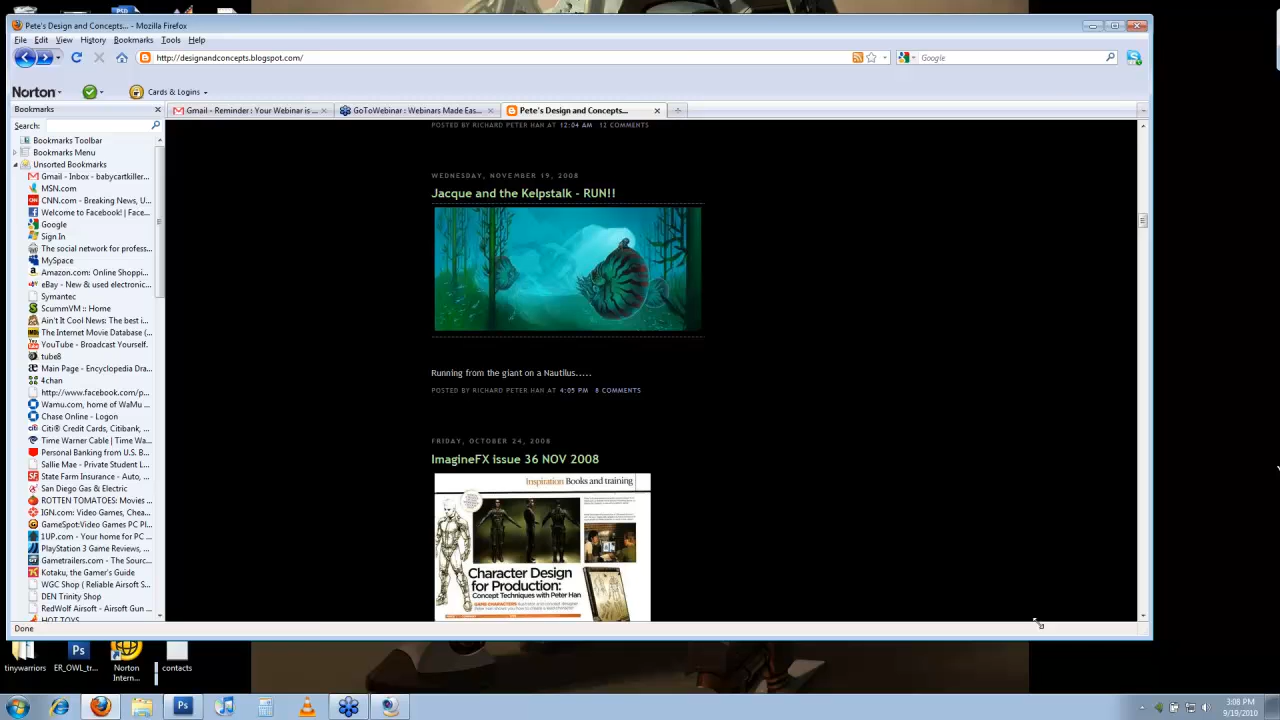 Pete's Design and Concepts... - Mozilla Firefox
File Edit View History Bookmarks Tools Help
http://designandconcepts.blogspot.com/
Google
Norton
Cards & Logins
Bookmarks
Gmail - Reminder : Your Webinar is ...
GoToWebinar : Webinars Made Eas...
Pete's Design and Concepts...
Search:
Bookmarks Toolbar
Bookmarks Menu
Unsorted Bookmarks
Gmail - Inbox - babycartkiller...
MSN.com
CNN.com - Breaking News, U...
Welcome to Facebook! | Face...
Google
Sign In
The social network for profess...
MySpace
Amazon.com: Online Shoppi...
eBay - New & used electronic...
Symantec
ScummVM :: Home
Ain't It Cool News: The best i...
The Internet Movie Database (...
YouTube - Broadcast Yourself.
tube8
Main Page - Encyclopedia Dra...
4chan
http://www.facebook.com/p...
Wamu.com, home of WaMu ...
Chase Online - Logon
Citi® Credit Cards, Citibank, ...
Time Warner Cable | Time Wa...
Personal Banking from U.S. B...
Sallie Mae - Private Student L...
State Farm Insurance - Auto, ...
San Diego Gas & Electric
ROTTEN TOMATOES: Movies ...
IGN.com: Video Games, Chea...
GameSpot:Video Games PC Pl...
1UP.com - Your home for PC ...
PlayStation 3 Game Reviews, ...
Gametrailers.com - The Sourc...
Kotaku, the Gamer's Guide
WGC Shop ( Reliable Airsoft S...
DEN Trinity Shop
RedWolf Airsoft - Airsoft Gun ...
HOT TOYS
POSTED BY RICHARD PETER HAN AT 12:04 AM 12 COMMENTS
WEDNESDAY, NOVEMBER 19, 2008
Jacque and the Kelpstalk - RUN!!
Running from the giant on a Nautilus.....
POSTED BY RICHARD PETER HAN AT 4:05 PM 8 COMMENTS
FRIDAY, OCTOBER 24, 2008
ImagineFX issue 36 NOV 2008
Inspiration Books and training
Character Design
for Production:
Concept Techniques with Peter Han
Done
tinywarriors
ER_OWL_tr...
Norton
Intern...
contacts
3:08 PM
9/19/2010